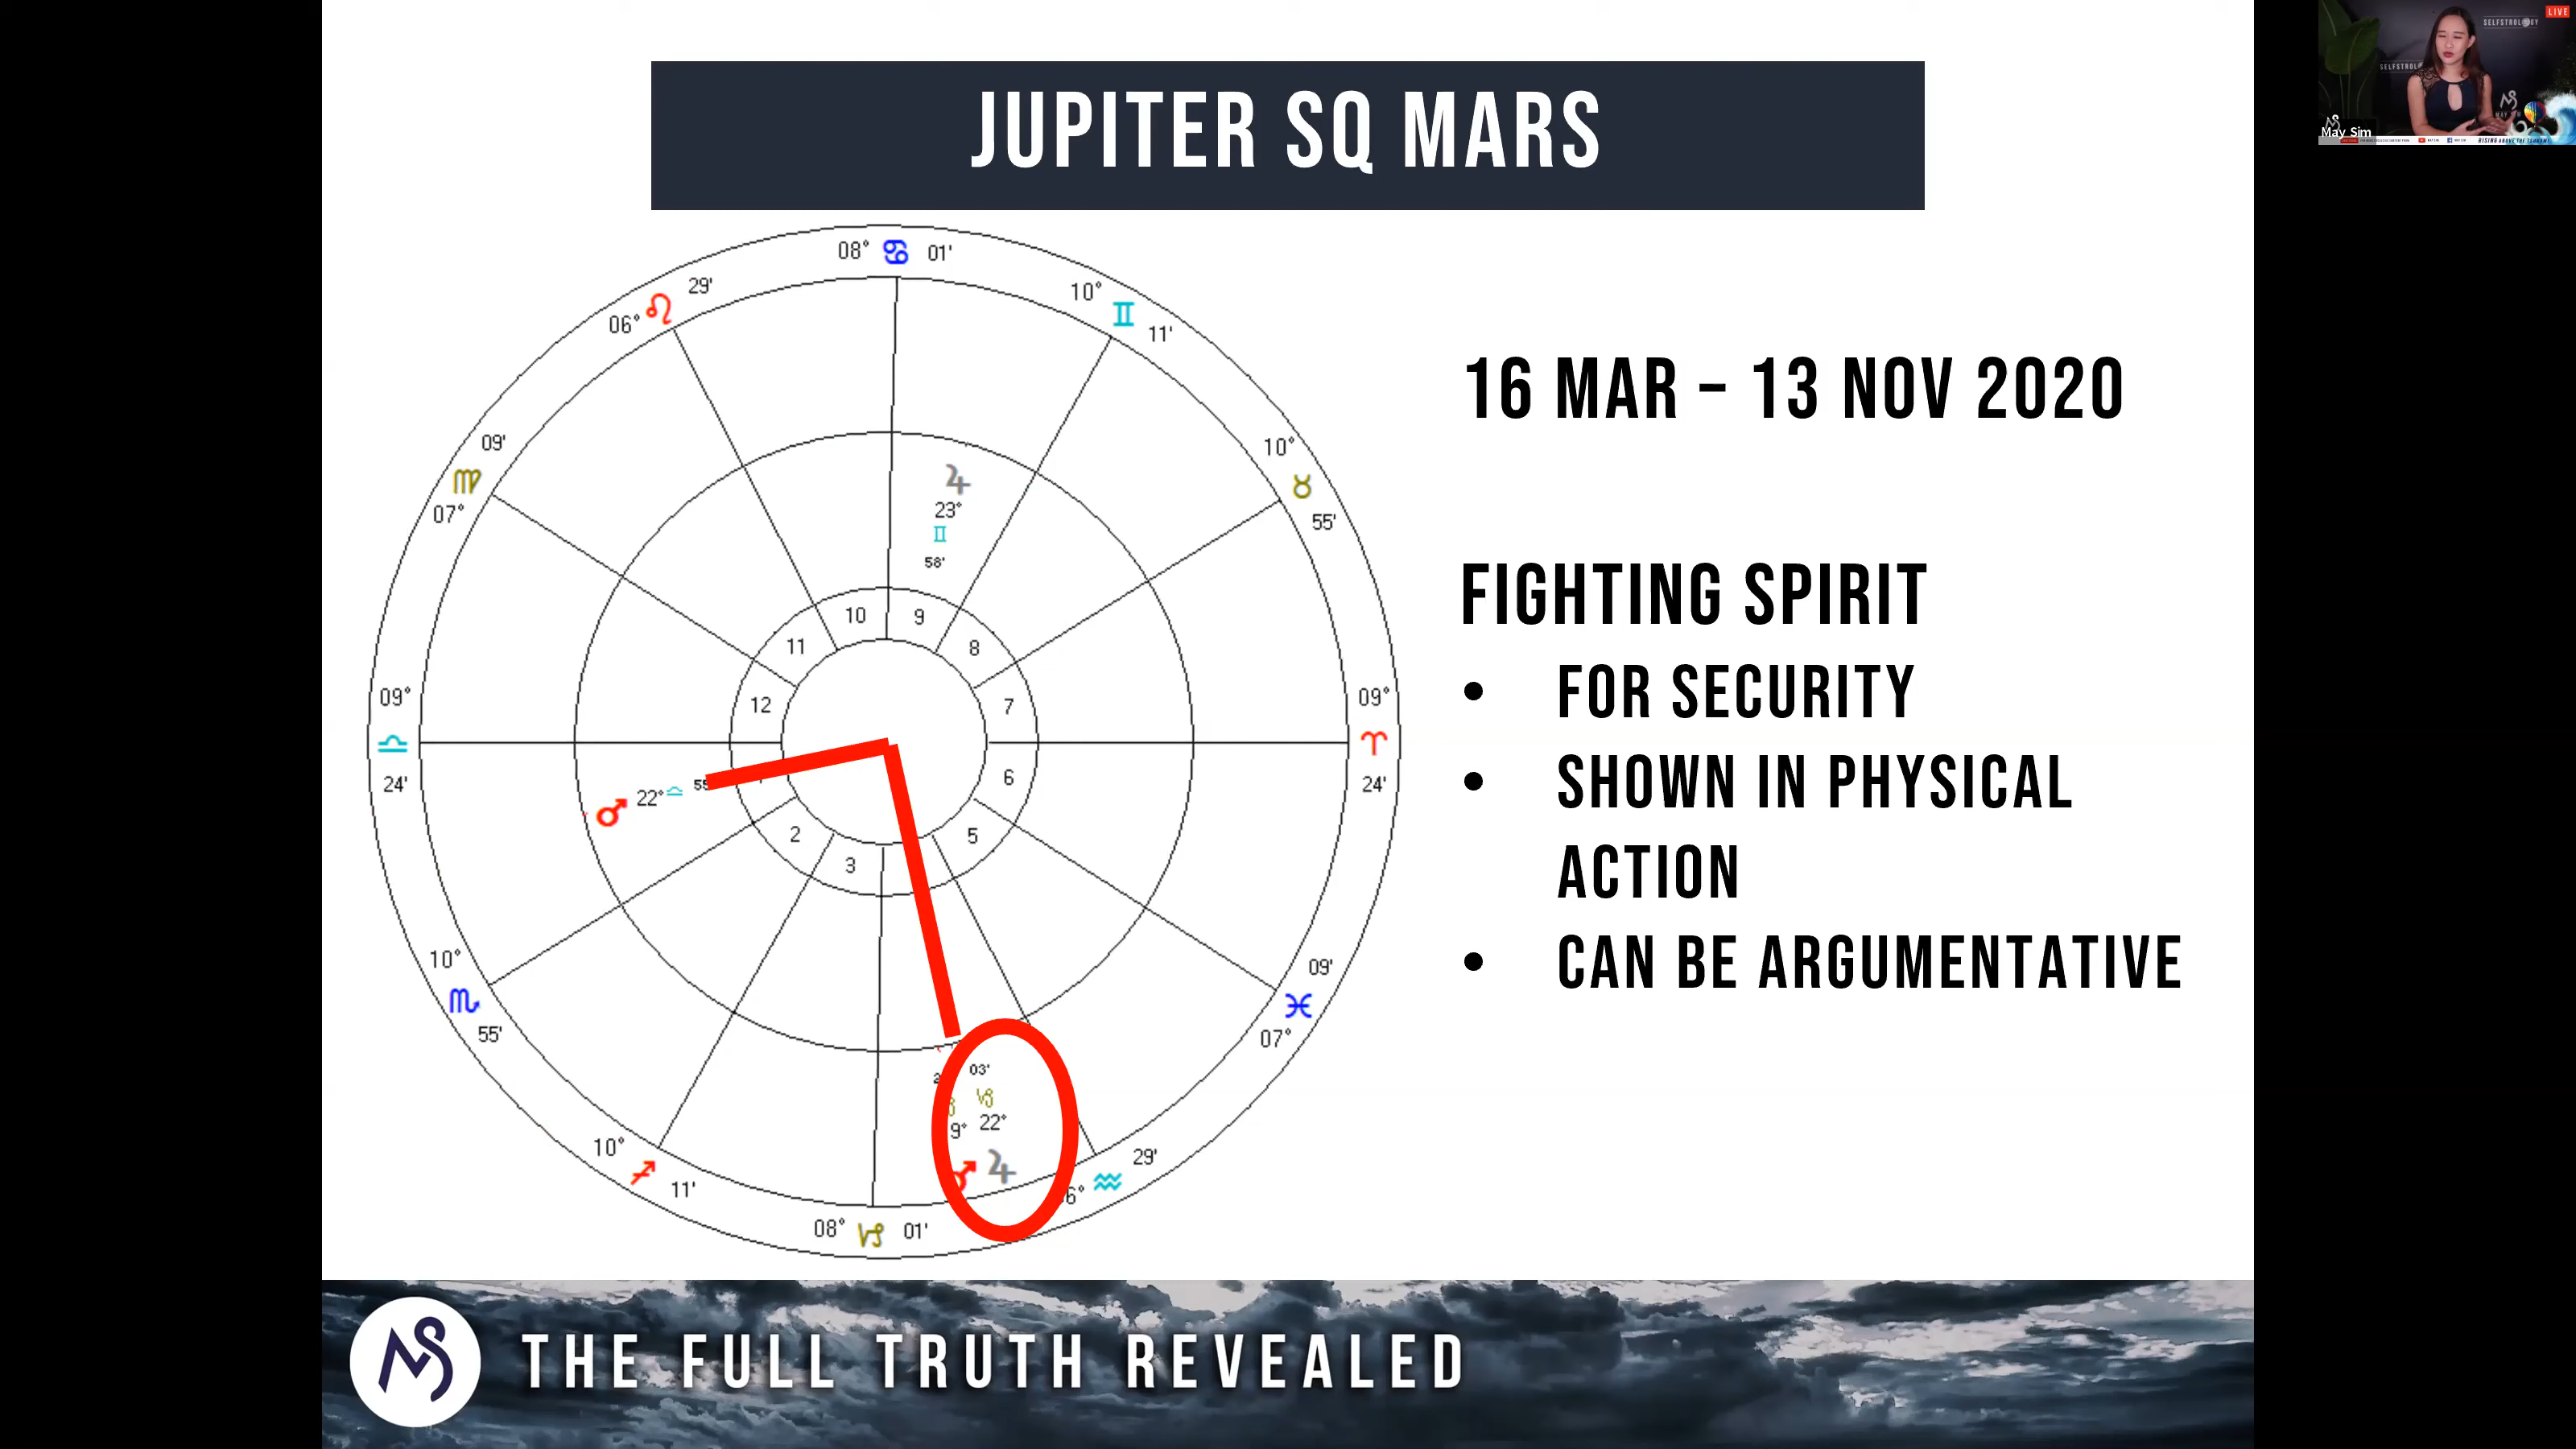 JUPITER SQ MARS
LIVE
SELFSTROLOGY
May Sim
16 MAR – 13 NOV 2020
FIGHTING SPIRIT
• FOR SECURITY
• SHOWN IN PHYSICAL
ACTION
• CAN BE ARGUMENTATIVE
08° ♋ 01'
10° ♊ 11'
10° ♉ 55'
09° ♈ 24'
09' ♓ 07°
29' ♒
08° ♑ 01'
10° ♐ 11'
10° ♏ 55'
09° ♎ 24'
09' ♍ 07°
06° ♌ 29'
♃ 23° ♊ 58'
♂ 22° ♎
03' ♑ 22° ♃
♂
10
9
8
7
6
5
3
2
12
11
THE FULL TRUTH REVEALED